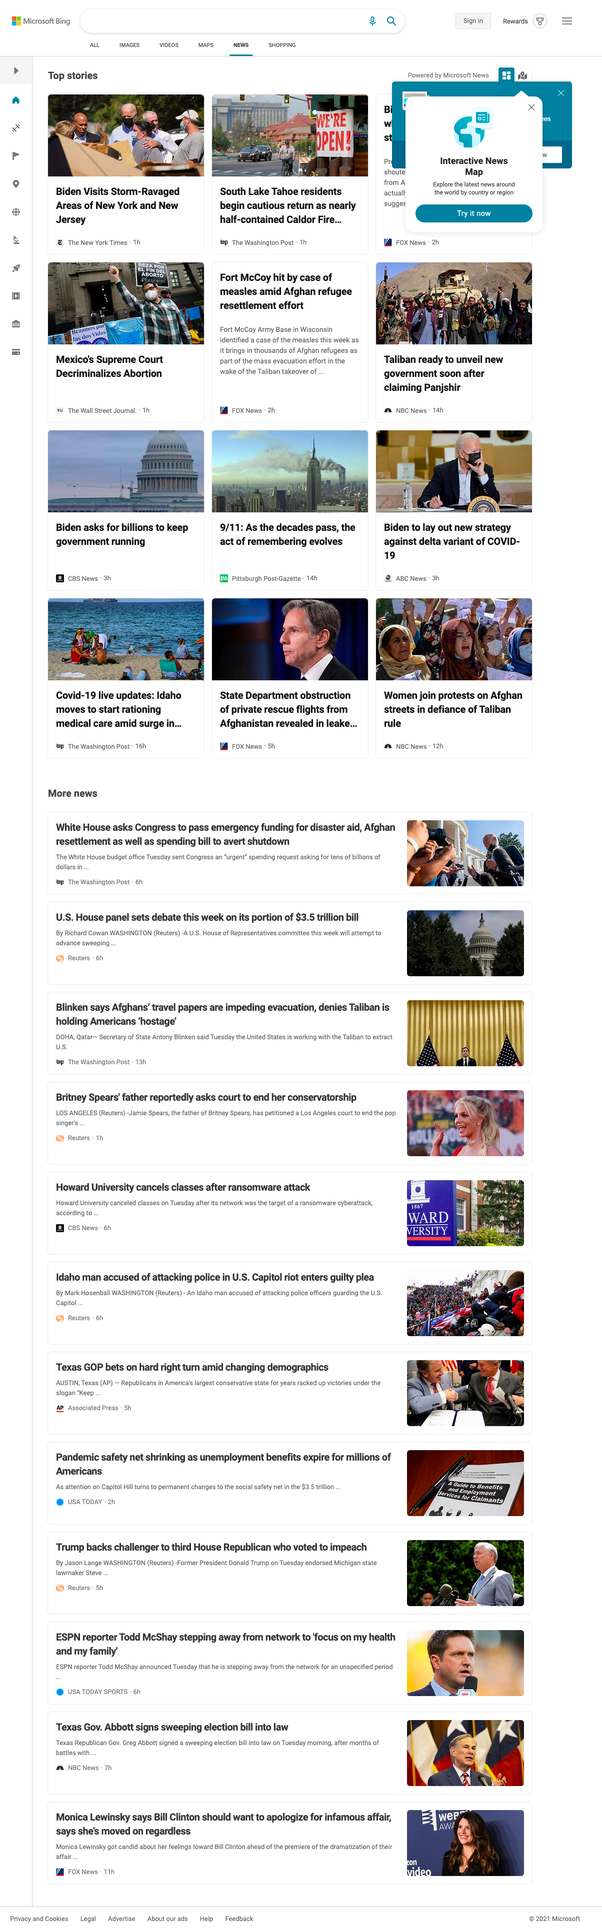 Microsoft Bing
Sign in
Rewards
ALL
IMAGES
VIDEOS
MAPS
NEWS
SHOPPING
Top stories
Powered by Microsoft News
Interactive News
Map
Explore the latest news around
the world by country or region
Try it now
WE'RE
OPEN!
Biden Visits Storm-Ravaged
Areas of New York and New
Jersey
The New York Times · 1h
South Lake Tahoe residents
begin cautious return as nearly
half-contained Caldor Fire...
The Washington Post · 1h
FOX News · 2h
Mexico's Supreme Court
Decriminalizes Abortion
The Wall Street Journal. · 1h
Fort McCoy hit by case of
measles amid Afghan refugee
resettlement effort
Fort McCoy Army Base in Wisconsin
identified a case of the measles this week as
it brings in thousands of Afghan refugees as
part of the mass evacuation effort in the
wake of the Taliban takeover of ...
FOX News · 2h
Taliban ready to unveil new
government soon after
claiming Panjshir
NBC News · 14h
Biden asks for billions to keep
government running
CBS News · 3h
9/11: As the decades pass, the
act of remembering evolves
Pittsburgh Post-Gazette · 14h
Biden to lay out new strategy
against delta variant of COVID-
19
ABC News · 3h
Covid-19 live updates: Idaho
moves to start rationing
medical care amid surge in...
The Washington Post · 16h
State Department obstruction
of private rescue flights from
Afghanistan revealed in leake...
FOX News · 5h
Women join protests on Afghan
streets in defiance of Taliban
rule
NBC News · 12h
More news
White House asks Congress to pass emergency funding for disaster aid, Afghan
resettlement as well as spending bill to avert shutdown
The White House budget office Tuesday sent Congress an "urgent" spending request asking for tens of billions of
dollars in ...
The Washington Post · 6h
U.S. House panel sets debate this week on its portion of $3.5 trillion bill
By Richard Cowan WASHINGTON (Reuters) -A U.S. House of Representatives committee this week will attempt to
advance sweeping ...
Reuters · 6h
Blinken says Afghans' travel papers are impeding evacuation, denies Taliban is
holding Americans 'hostage'
DOHA, Qatar— Secretary of State Antony Blinken said Tuesday the United States is working with the Taliban to extract
U.S.
The Washington Post · 13h
Britney Spears' father reportedly asks court to end her conservatorship
LOS ANGELES (Reuters) -Jamie Spears, the father of Britney Spears, has petitioned a Los Angeles court to end the pop
singer's ...
Reuters · 1h
Howard University cancels classes after ransomware attack
Howard University canceled classes on Tuesday after its network was the target of a ransomware cyberattack,
according to ...
CBS News · 6h
1867
WARD
VERSITY
Idaho man accused of attacking police in U.S. Capitol riot enters guilty plea
By Mark Hosenball WASHINGTON (Reuters) - An Idaho man accused of attacking police officers guarding the U.S.
Capitol ...
Reuters · 6h
Texas GOP bets on hard right turn amid changing demographics
AUSTIN, Texas (AP) — Republicans in America's largest conservative state for years racked up victories under the
slogan "Keep ...
AP Associated Press · 5h
Pandemic safety net shrinking as unemployment benefits expire for millions of
Americans
As attention on Capitol Hill turns to permanent changes to the social safety net in the $3.5 trillion ...
USA TODAY · 2h
A Guide to Benefits
and Employment
Services for Claimants
Trump backs challenger to third House Republican who voted to impeach
By Jason Lange WASHINGTON (Reuters) -Former President Donald Trump on Tuesday endorsed Michigan state
lawmaker Steve ...
Reuters · 5h
ESPN reporter Todd McShay stepping away from network to 'focus on my health
and my family'
ESPN reporter Todd McShay announced Tuesday that he is stepping away from the network for an unspecified period
...
USA TODAY SPORTS · 6h
Texas Gov. Abbott signs sweeping election bill into law
Texas Republican Gov. Greg Abbott signed a sweeping election bill into law on Tuesday morning, after months of
battles with ...
NBC News · 7h
Monica Lewinsky says Bill Clinton should want to apologize for infamous affair,
says she's moved on regardless
Monica Lewinsky got candid about her feelings toward Bill Clinton ahead of the premiere of the dramatization of their
affair ...
FOX News · 11h
Privacy and Cookies
Legal
Advertise
About our ads
Help
Feedback
© 2021 Microsoft